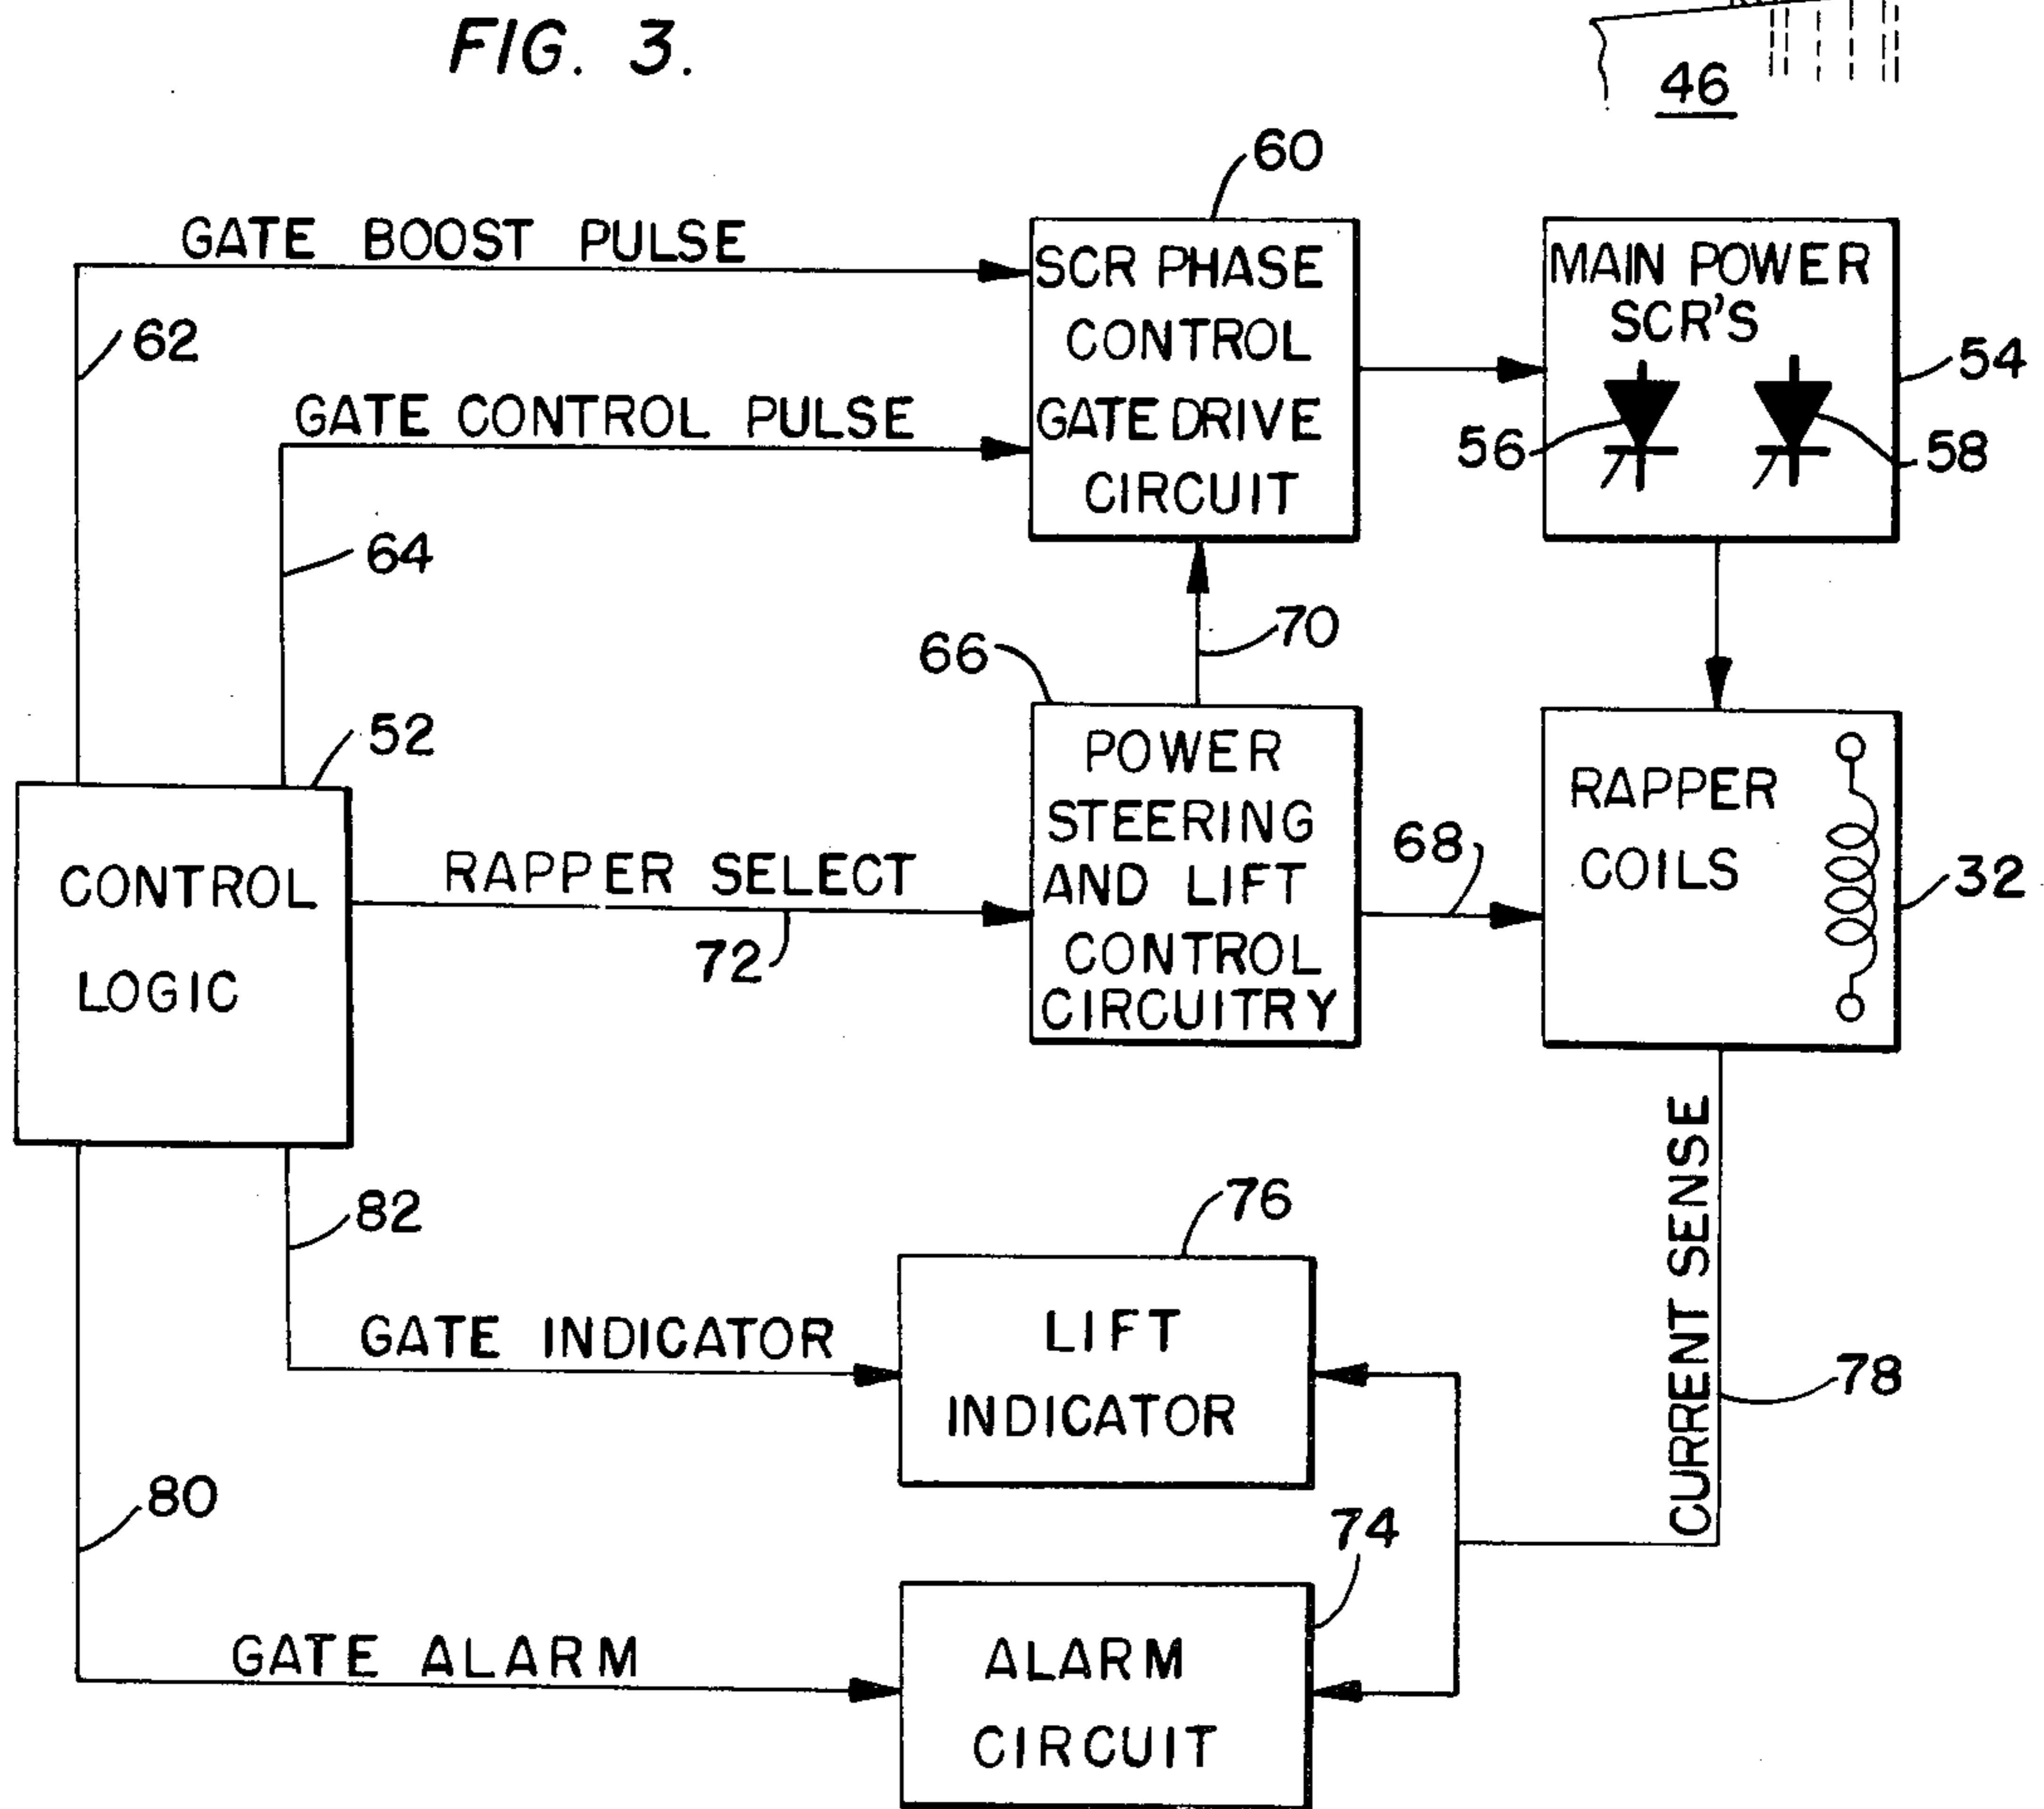 FIG. 3.
46
60
GATE BOOST PULSE
SCR PHASE
CONTROL
GATE DRIVE
CIRCUIT
MAIN POWER
SCR'S
54
56
58
62
GATE CONTROL PULSE
64
70
66
52
POWER
STEERING
AND LIFT
CONTROL
CIRCUITRY
RAPPER
COILS
68
32
CONTROL
LOGIC
RAPPER SELECT
72
CURRENT SENSE
76
82
LIFT
INDICATOR
GATE INDICATOR
78
80
74
GATE ALARM
ALARM
CIRCUIT